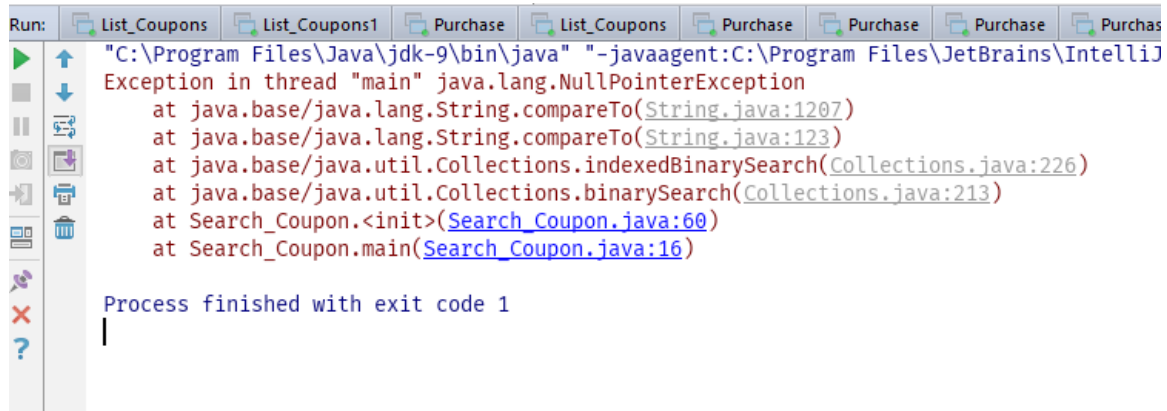 Run: List_Coupons List_Coupons1 Purchase List_Coupons Purchase Purchase Purchase Purchas
"C:\Program Files\Java\jdk-9\bin\java" "-javaagent:C:\Program Files\JetBrains\IntelliJ
Exception in thread "main" java.lang.NullPointerException
at java.base/java.lang.String.compareTo(String.java:1207)
at java.base/java.lang.String.compareTo(String.java:123)
at java.base/java.util.Collections.indexedBinarySearch(Collections.java:226)
at java.base/java.util.Collections.binarySearch(Collections.java:213)
at Search_Coupon.<init>(Search_Coupon.java:60)
at Search_Coupon.main(Search_Coupon.java:16)
Process finished with exit code 1